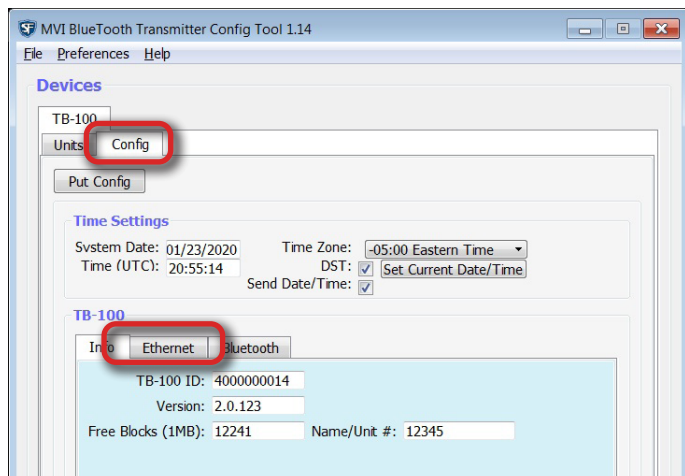 SF MVI BlueTooth Transmitter Config Tool 1.14
File Preferences Help
Devices
TB-100
Units Config
Put Config
Time Settings
System Date: 01/23/2020 Time Zone: -05:00 Eastern Time
Time (UTC): 20:55:14 DST: Set Current Date/Time
Send Date/Time:
TB-100
Info Ethernet Bluetooth
TB-100 ID: 4000000014
Version: 2.0.123
Free Blocks (1MB): 12241 Name/Unit #: 12345